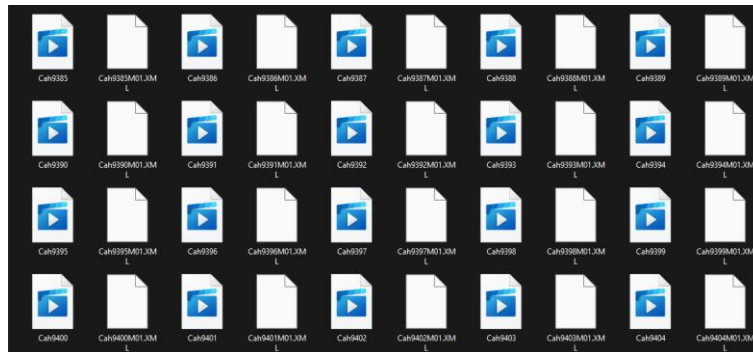 Cah9385
Cah9385M01.XM
L
Cah9386
Cah9386M01.XM
L
Cah9387
Cah9387M01.XM
L
Cah9388
Cah9388M01.XM
L
Cah9389
Cah9389M01.XM
L
Cah9390
Cah9390M01.XM
L
Cah9391
Cah9391M01.XM
L
Cah9392
Cah9392M01.XM
L
Cah9393
Cah9393M01.XM
L
Cah9394
Cah9394M01.XM
L
Cah9395
Cah9395M01.XM
L
Cah9396
Cah9396M01.XM
L
Cah9397
Cah9397M01.XM
L
Cah9398
Cah9398M01.XM
L
Cah9399
Cah9399M01.XM
L
Cah9400
Cah9400M01.XM
L
Cah9401
Cah9401M01.XM
L
Cah9402
Cah9402M01.XM
L
Cah9403
Cah9403M01.XM
L
Cah9404
Cah9404M01.XM
L